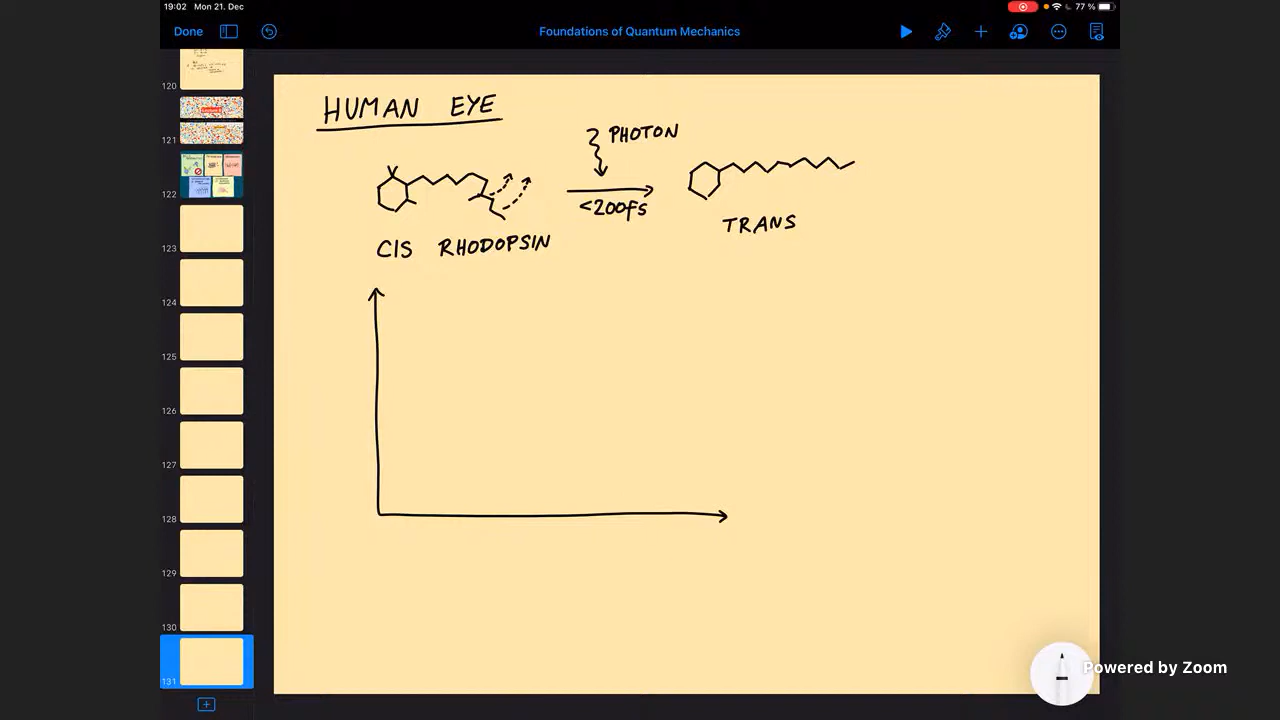 19:02 Mon 21. Dec
77 %
Done
Foundations of Quantum Mechanics
120
121
122
123
124
125
126
127
128
129
130
131
HUMAN EYE
PHOTON
<200fs
CIS RHODOPSIN
TRANS
Powered by Zoom